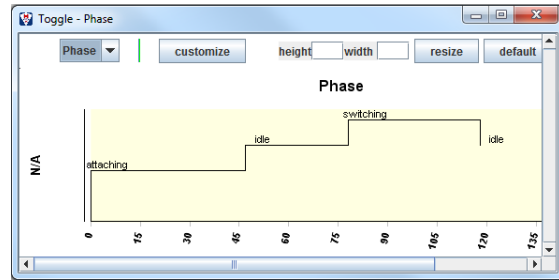 Toggle - Phase
Phase customize height width resize default
Phase
switching
idle idle
attaching
N/A
0 15 30 45 60 75 90 105 120 135